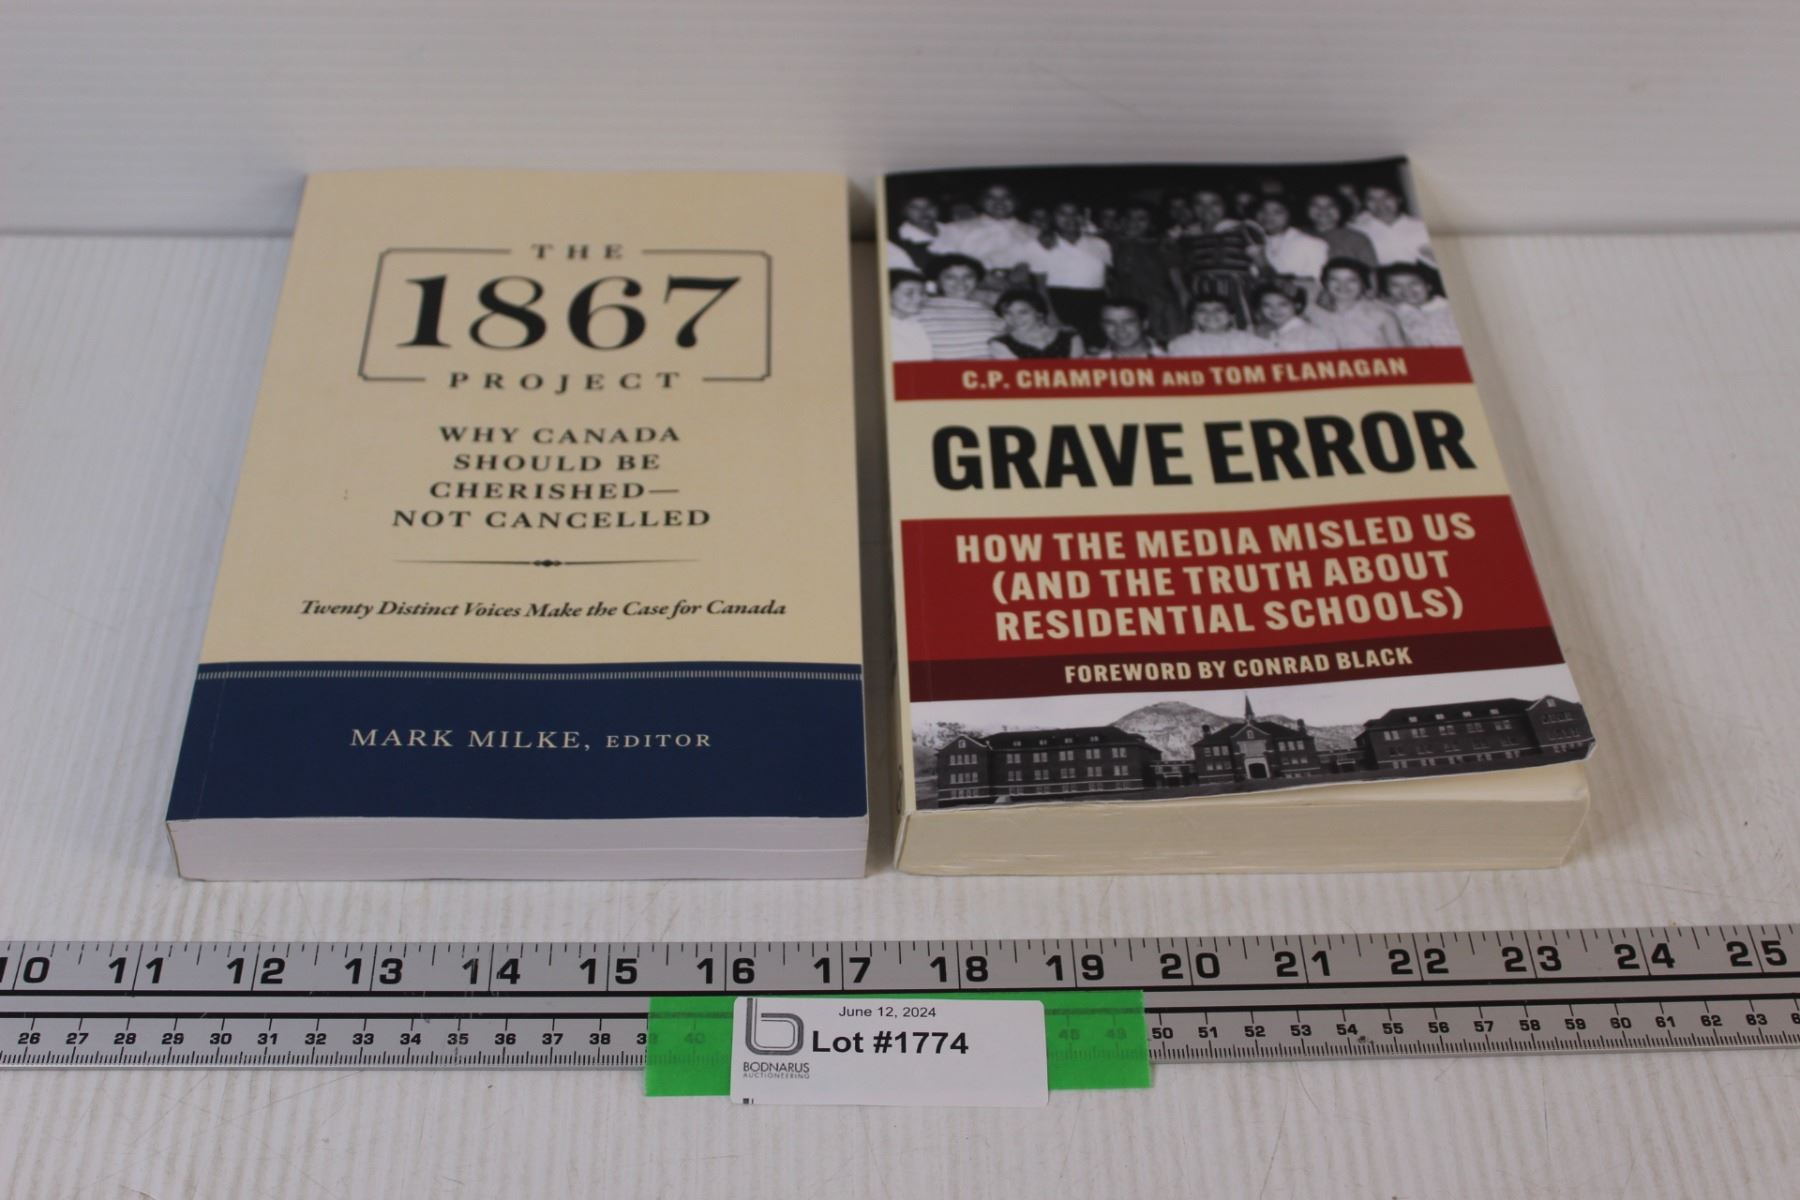 THE
1867
PROJECT
WHY CANADA
SHOULD BE
CHERISHED—
NOT CANCELLED
Twenty Distinct Voices Make the Case for Canada
MARK MILKE, EDITOR
C.P. CHAMPION AND TOM FLANAGAN
GRAVE ERROR
HOW THE MEDIA MISLED US
(AND THE TRUTH ABOUT
RESIDENTIAL SCHOOLS)
FOREWORD BY CONRAD BLACK
10 11 12 13 14 15 16 17 18 19 20 21 22 23 24 25
26 27 28 29 30 31 32 33 34 35 36 37 38 40 48 49 50 51 52 53 54 55 56 57 58 59 60 61 62 63
June 12, 2024
Lot #1774
b
BODNARUS
AUCTIONEERING